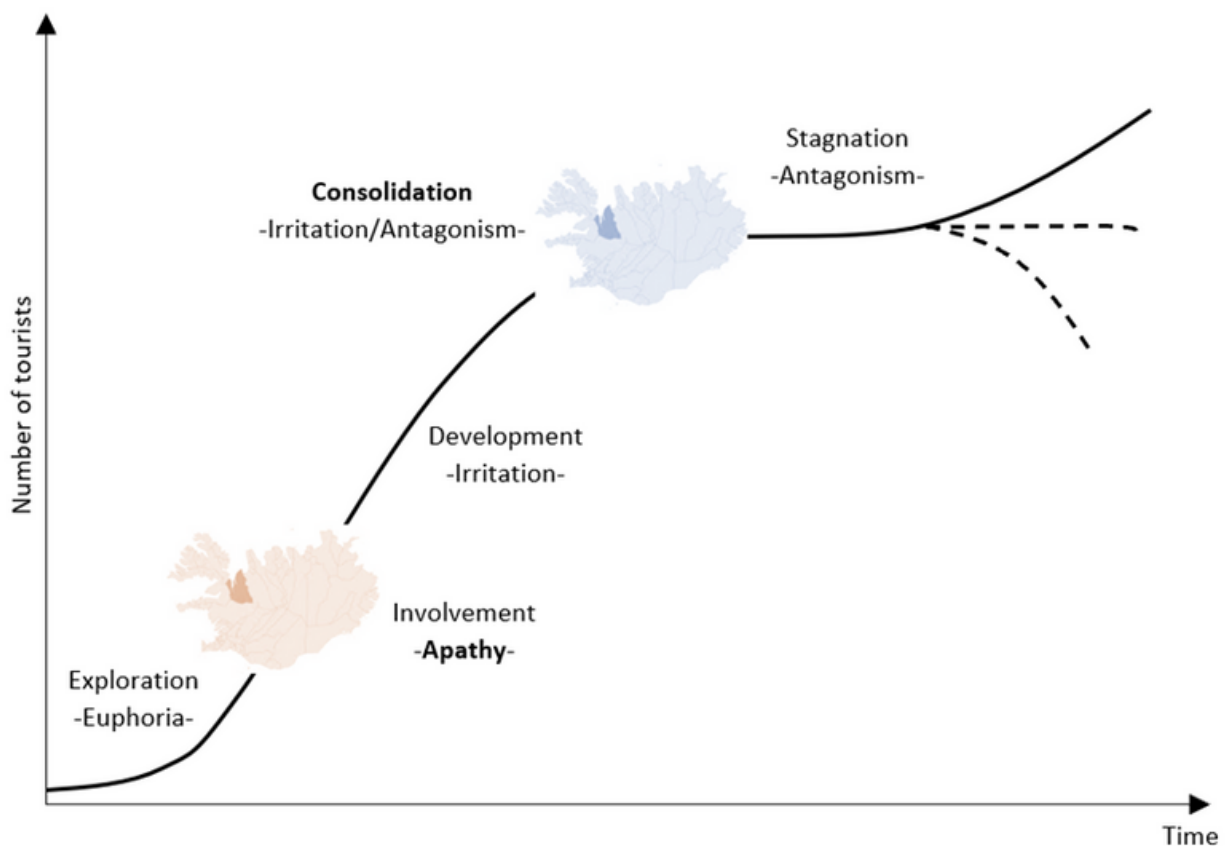 Stagnation
-Antagonism-
Consolidation
-Irritation/Antagonism-
Number of tourists
Development
-Irritation-
Involvement
-Apathy-
Exploration
-Euphoria-
Time